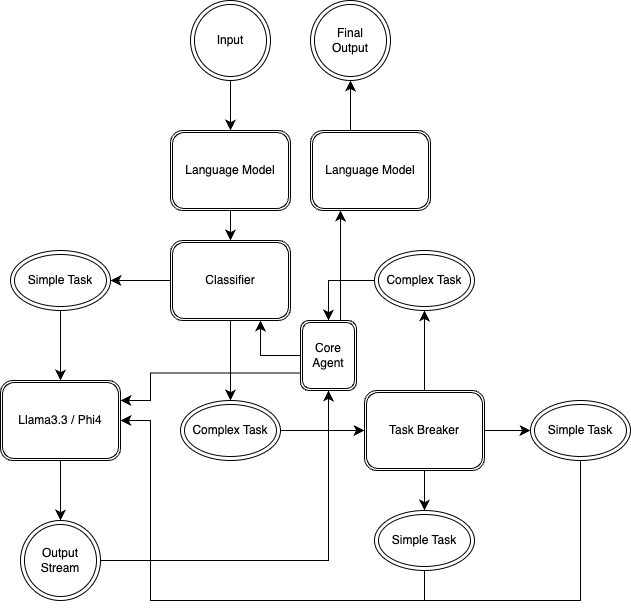 Input
Final
Output
Language Model
Language Model
Simple Task
Classifier
Complex Task
Core
Agent
Llama3.3 / Phi4
Complex Task
Task Breaker
Simple Task
Output
Stream
Simple Task